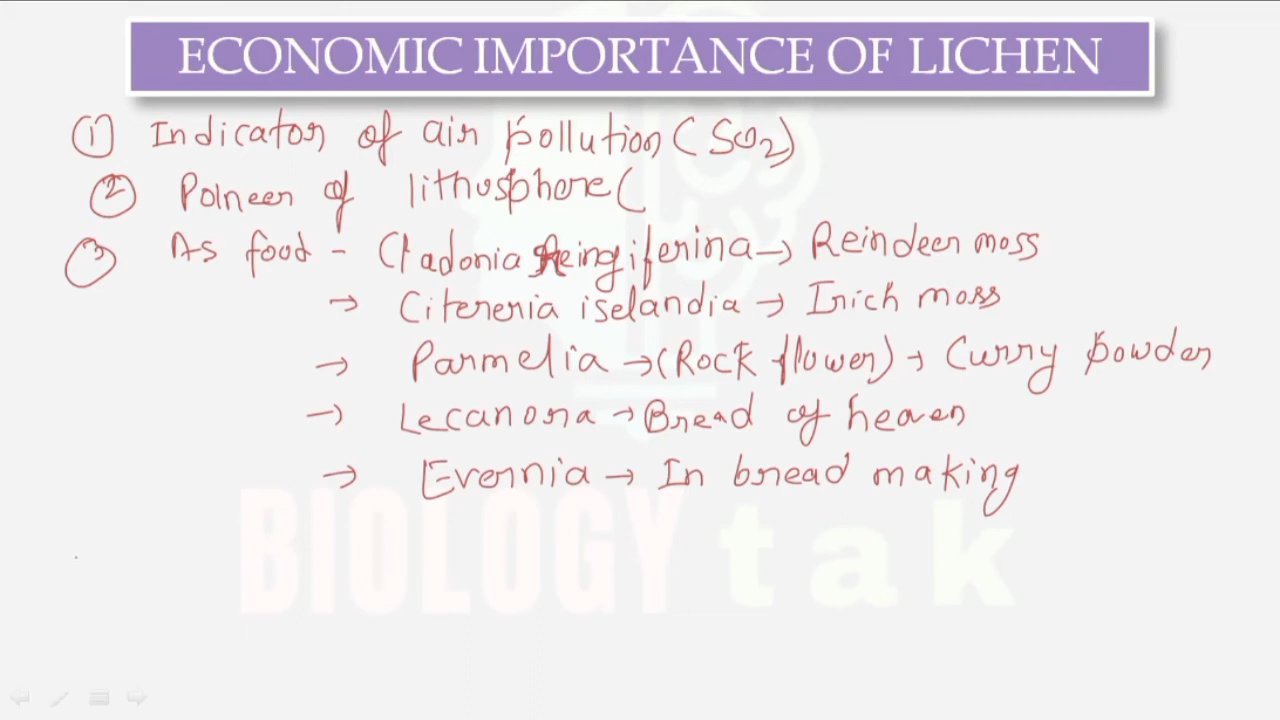 ECONOMIC IMPORTANCE OF LICHEN
① Indicator of air pollution (SO₂)
② Poineer of lithosphore (
③ As food - Cladonia Reingiferina → Reindeer moss
→ Citereria iselandia → Irich moss
→ Parmelia → (Rock flower) → Curry powder
→ Lecanora → Bread of heaven
→ Evernia → In bread making
BIOLOGY tak